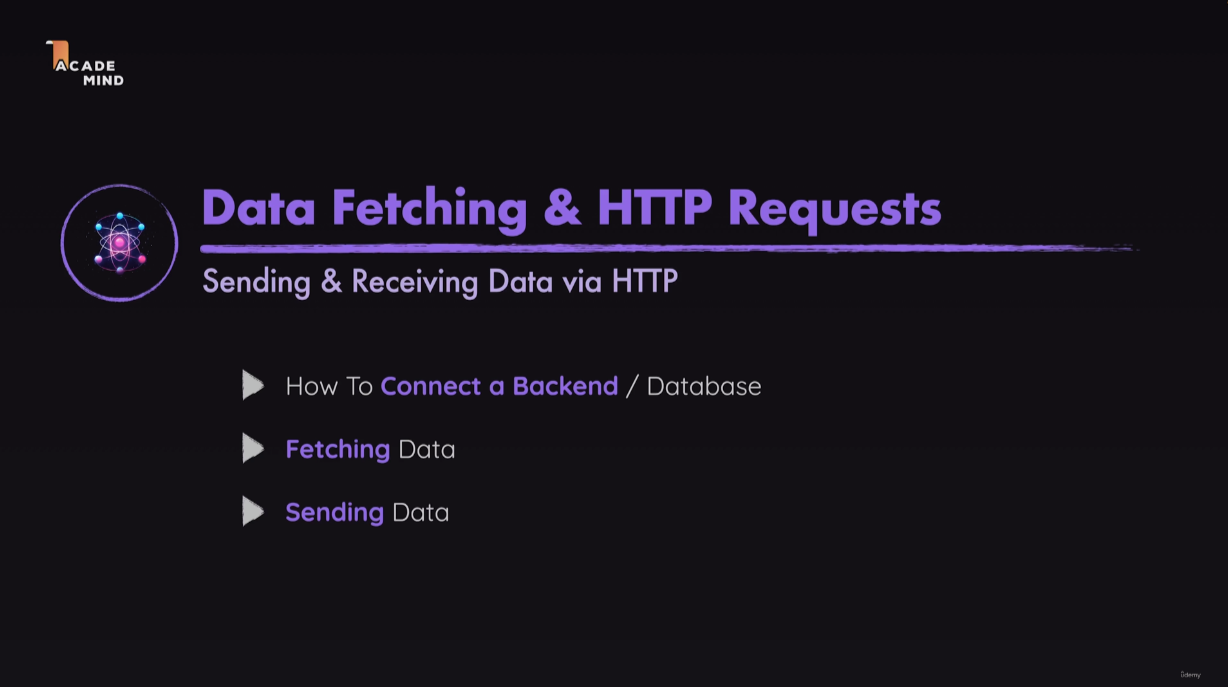 ACADE
MIND
Data Fetching & HTTP Requests
Sending & Receiving Data via HTTP
How To Connect a Backend / Database
Fetching Data
Sending Data
Udemy